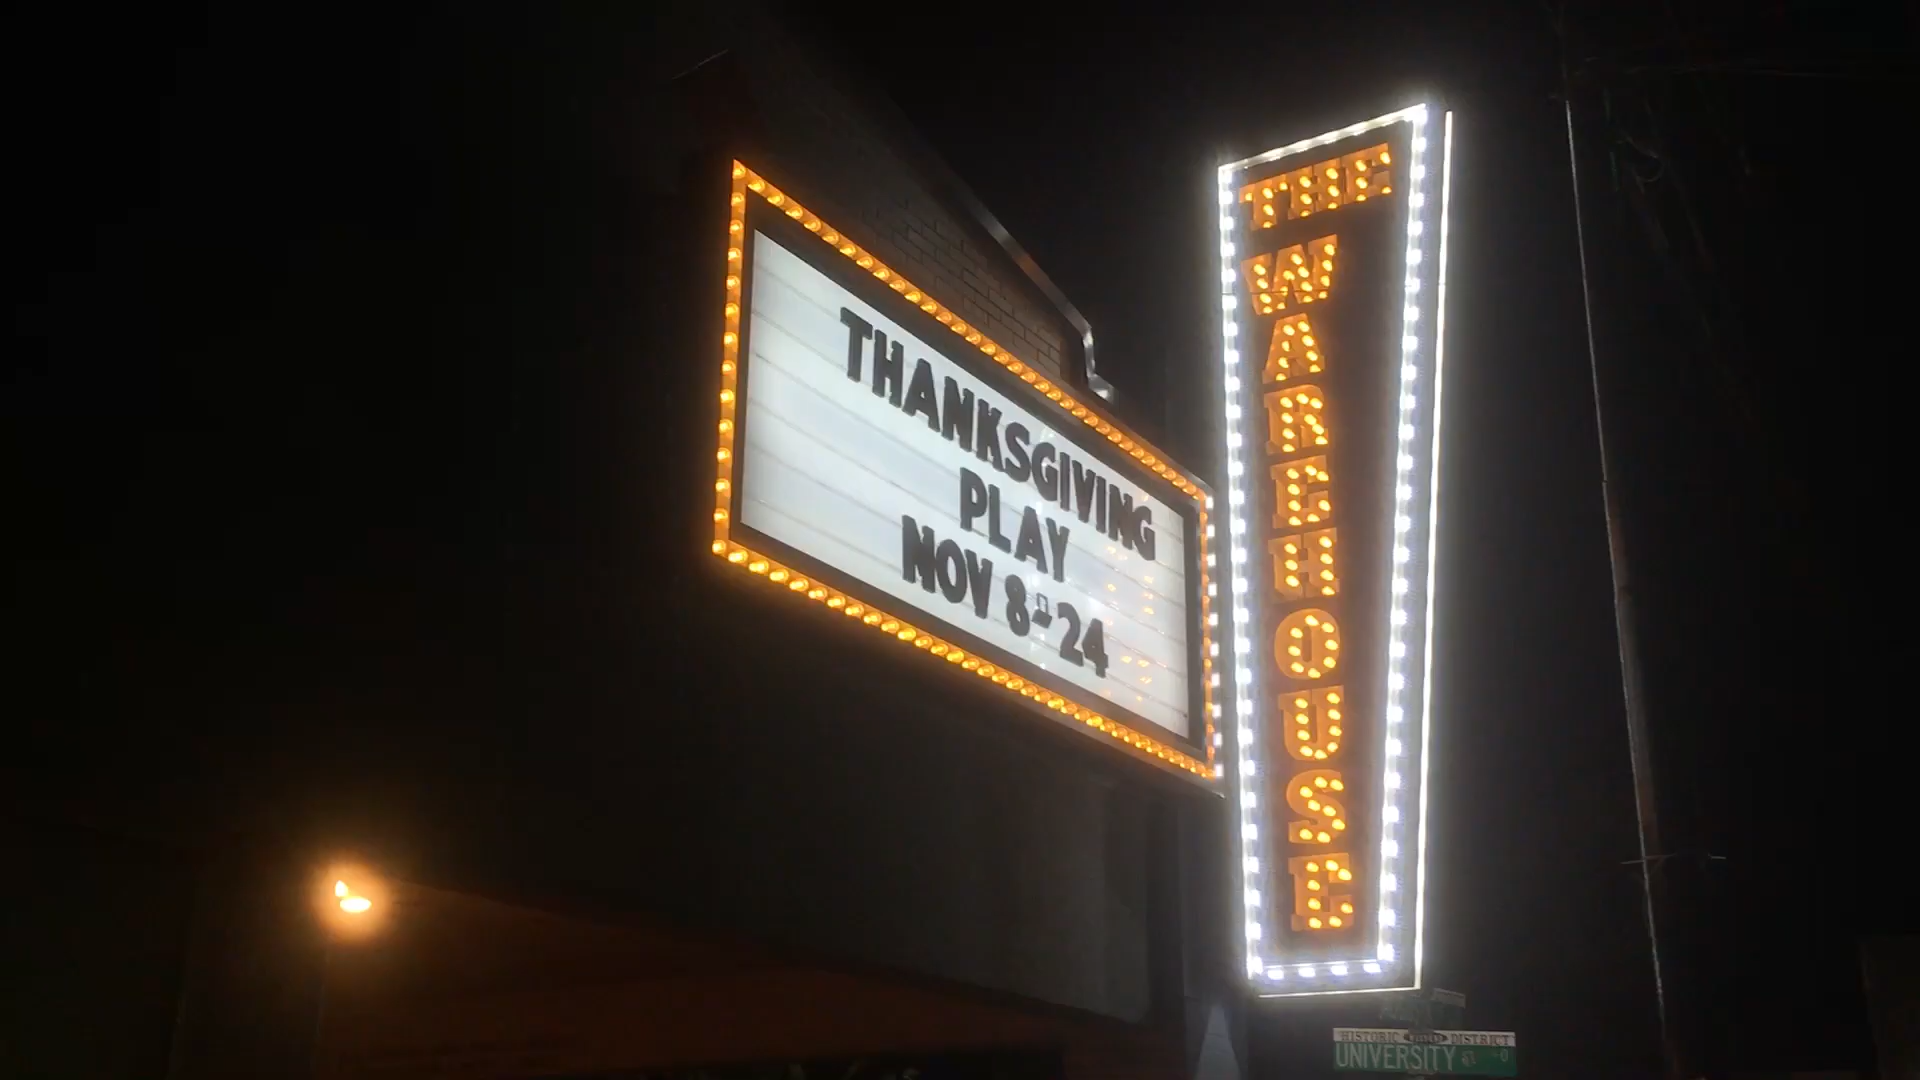 THANKSGIVING
PLAY
NOV 8-24
THE
WAREHOUSE
HISTORIC DISTRICT
UNIVERSITY